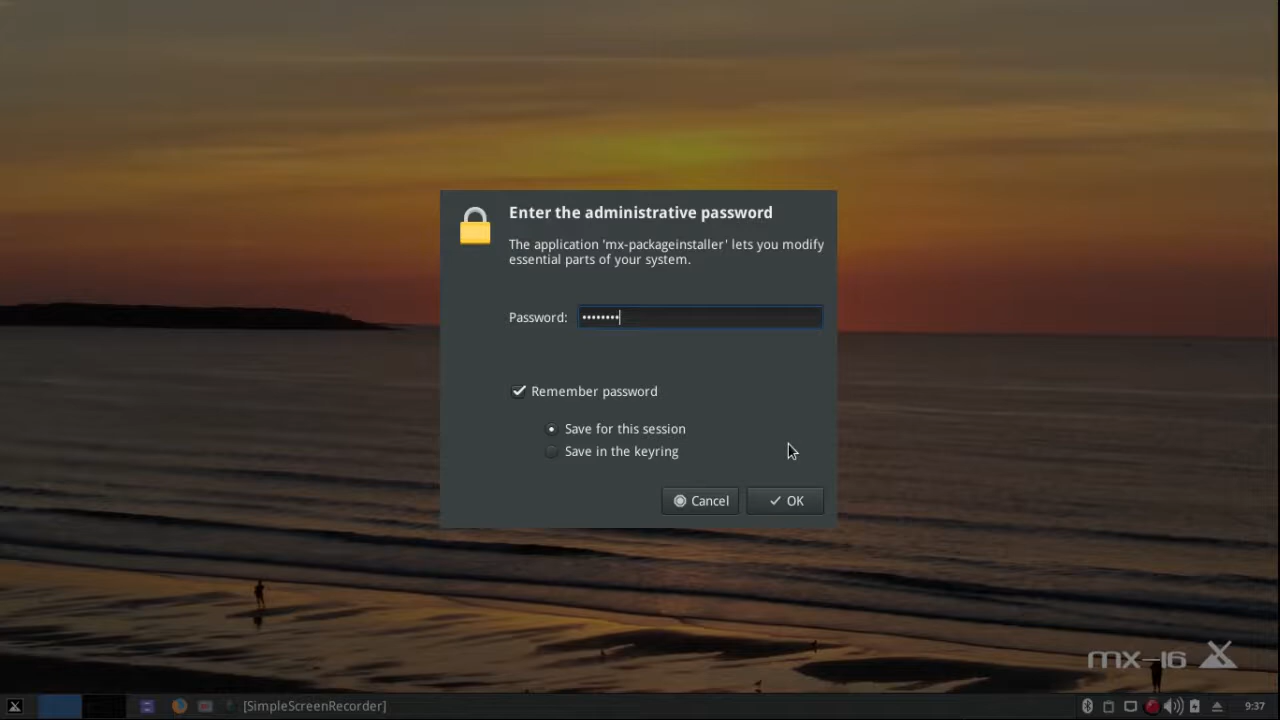 Enter the administrative password
The application 'mx-packageinstaller' lets you modify
essential parts of your system.
Password: ••••••••
Remember password
Save for this session
Save in the keyring
Cancel
OK
mx-16
[SimpleScreenRecorder]
9:37